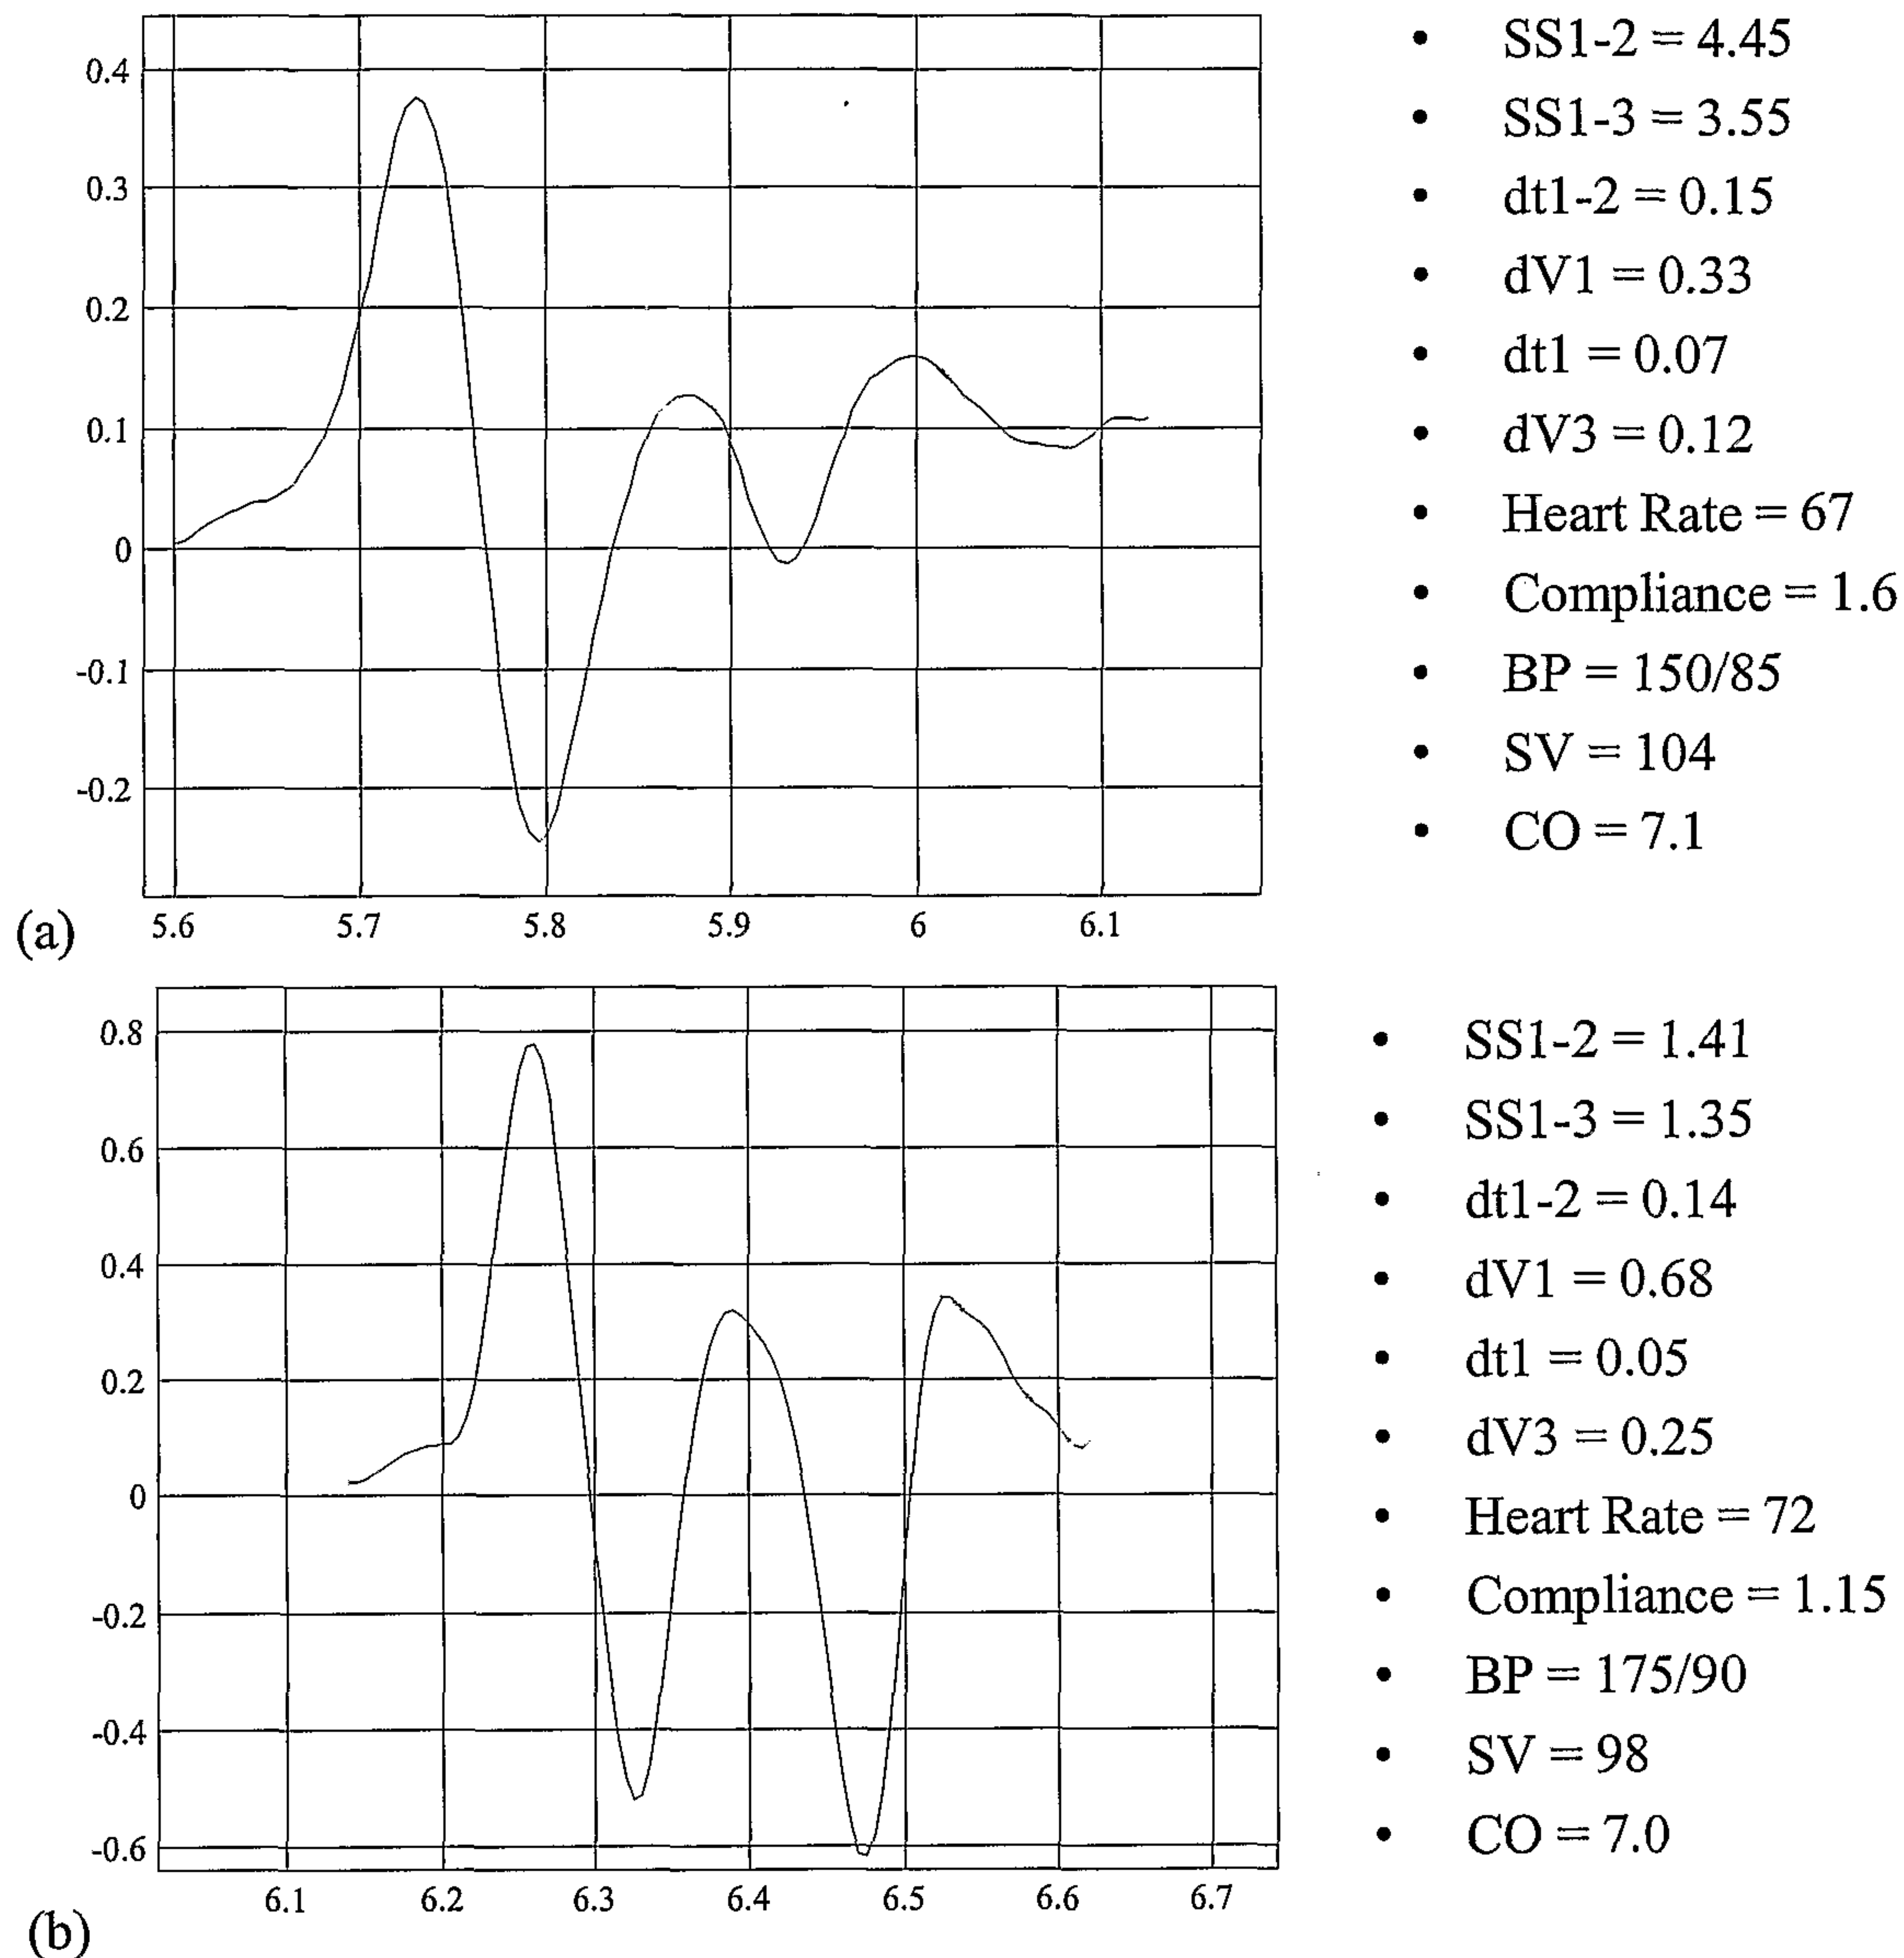 0.4
0.3
0.2
0.1
0
-0.1
-0.2
5.6 5.7 5.8 5.9 6 6.1
(a)
• SS1-2 = 4.45
• SS1-3 = 3.55
• dt1-2 = 0.15
• dV1 = 0.33
• dt1 = 0.07
• dV3 = 0.12
• Heart Rate = 67
• Compliance = 1.6
• BP = 150/85
• SV = 104
• CO = 7.1
0.8
0.6
0.4
0.2
0
-0.2
-0.4
-0.6
6.1 6.2 6.3 6.4 6.5 6.6 6.7
(b)
• SS1-2 = 1.41
• SS1-3 = 1.35
• dt1-2 = 0.14
• dV1 = 0.68
• dt1 = 0.05
• dV3 = 0.25
• Heart Rate = 72
• Compliance = 1.15
• BP = 175/90
• SV = 98
• CO = 7.0